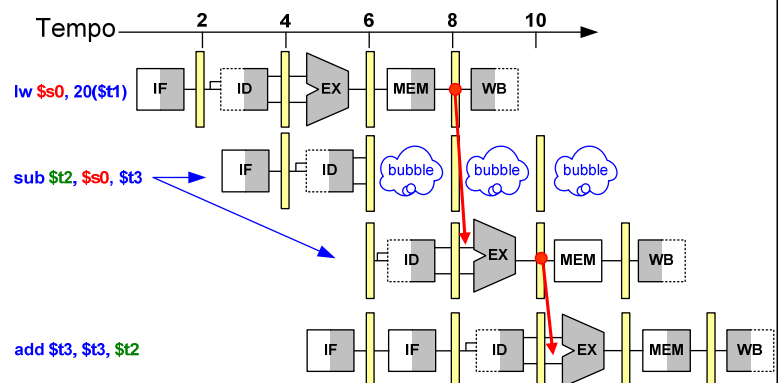 Tempo 2 4 6 8 10
lw $s0, 20($t1) IF ID EX MEM WB
IF ID bubble bubble bubble
sub $t2, $s0, $t3
ID EX MEM WB
add $t3, $t3, $t2 IF IF ID EX MEM WB